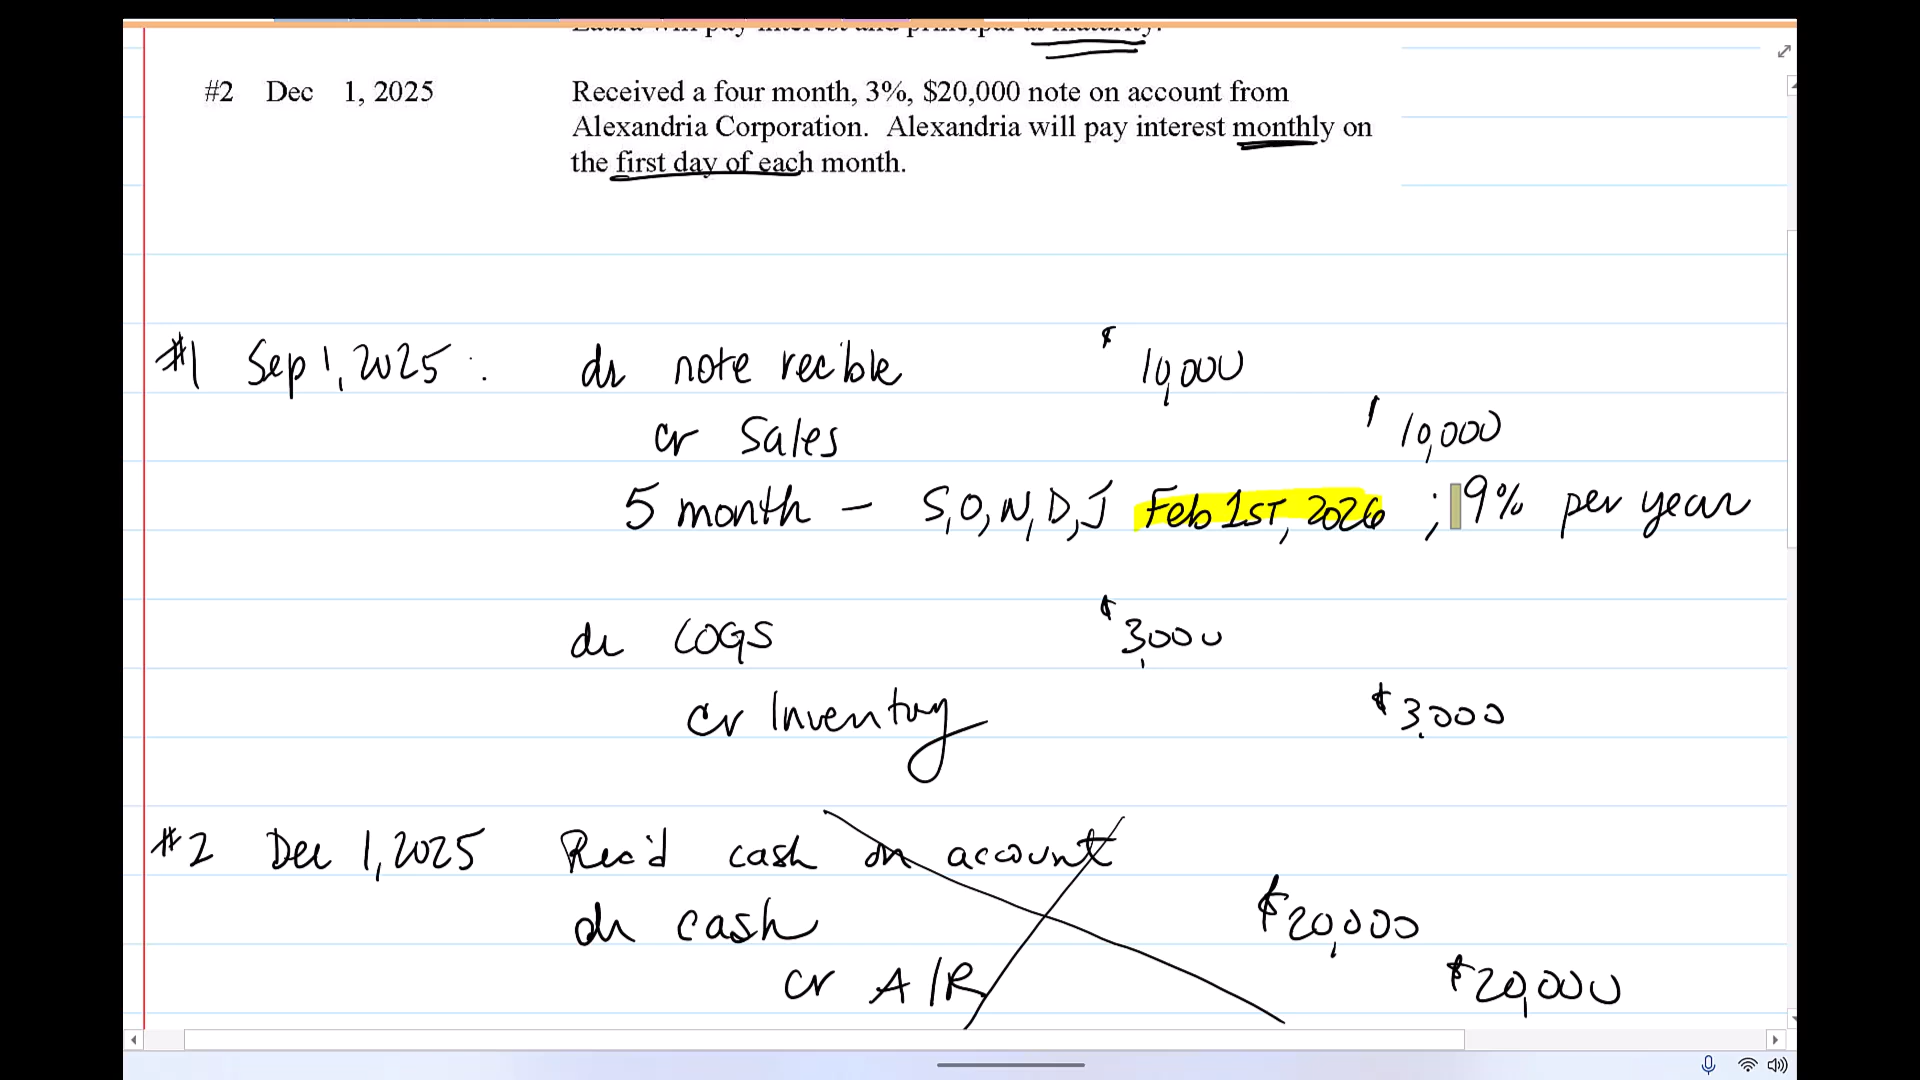 #2 Dec 1, 2025 Received a four month, 3%, $20,000 note on account from
Alexandria Corporation. Alexandria will pay interest monthly on
the first day of each month.
#1 Sep 1, 2025 : dr note rec'ble $ 10,000
cr Sales $ 10,000
5 month – S, O, N, D, J Feb 1ST, 2026 ; 9% per year
dr COGS $3,000
cr Inventory $3,000
#2 Dec 1, 2025 Rec'd cash on account
dr cash $20,000
cr A/R $20,000